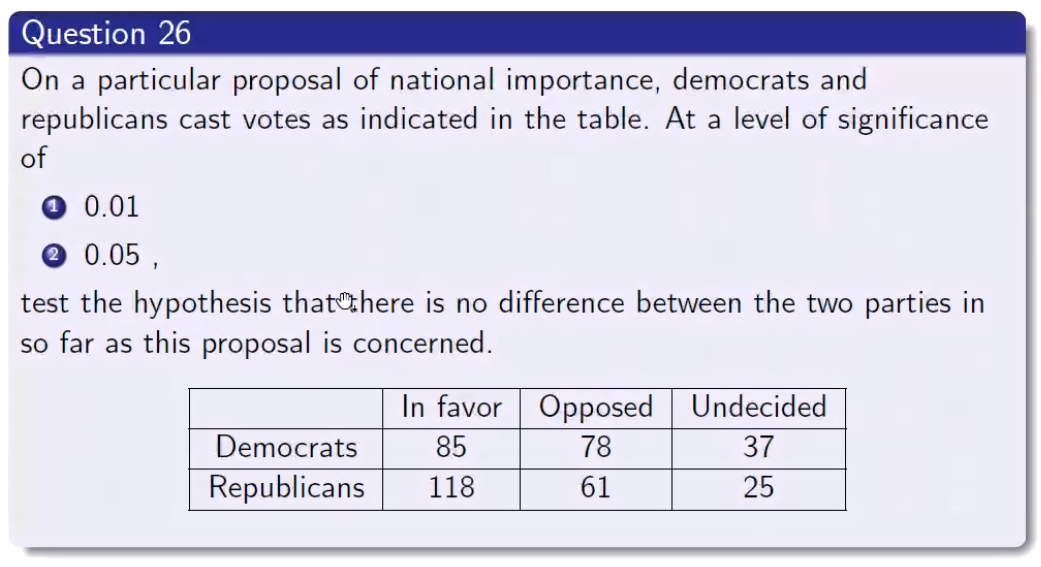 Question 26
On a particular proposal of national importance, democrats and
republicans cast votes as indicated in the table. At a level of significance
of
1 0.01
2 0.05 ,
test the hypothesis that there is no difference between the two parties in
so far as this proposal is concerned.
In favor Opposed Undecided
Democrats 85 78 37
Republicans 118 61 25